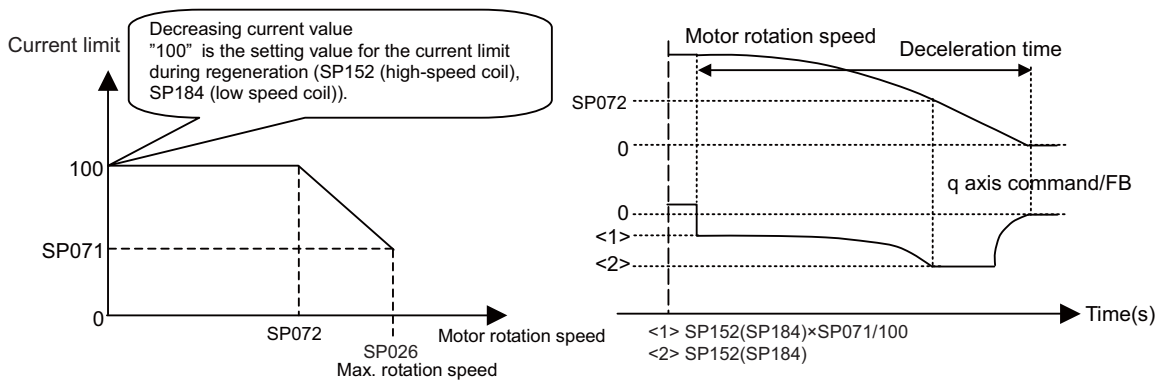 Decreasing current value
"100" is the setting value for the current limit
during regeneration (SP152 (high-speed coil),
SP184 (low speed coil)).
Current limit
100
SP071
0
SP072
Motor rotation speed
SP026
Max. rotation speed
Motor rotation speed
Deceleration time
SP072
0
q axis command/FB
0
<1>
<2>
Time(s)
<1> SP152(SP184)×SP071/100
<2> SP152(SP184)